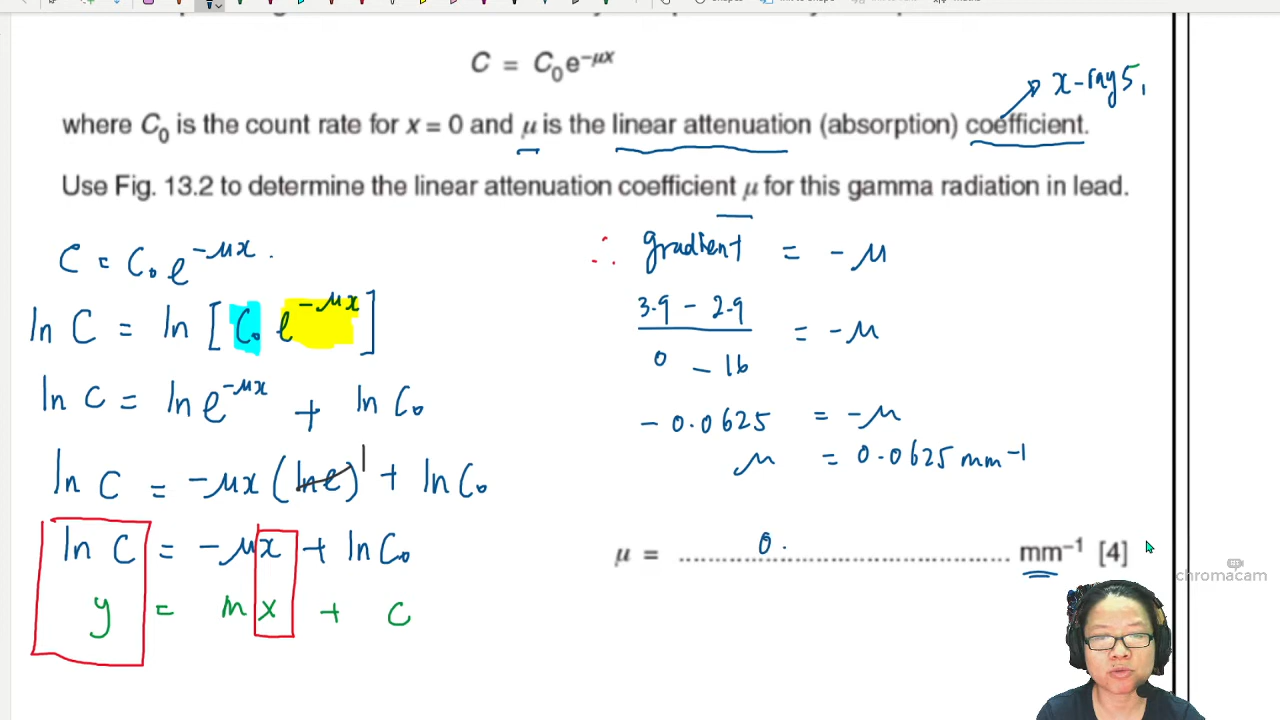 C = C₀e^−μx
x-rays,
where C₀ is the count rate for x = 0 and μ is the linear attenuation (absorption) coefficient.
Use Fig. 13.2 to determine the linear attenuation coefficient μ for this gamma radiation in lead.
C = C₀ e^−μx.
ln C = ln [C₀ e^−μx]
ln C = ln e^−μx + ln C₀
ln C = −μx (ln e)¹ + ln C₀
ln C = −μx + ln C₀
y = mx + c
∴ gradient = −μ
3.9 − 2.9 / 0 − 16 = −μ
−0.0625 = −μ
μ = 0.0625 mm⁻¹
μ = .......... 0. .......... mm⁻¹ [4]
chromacam